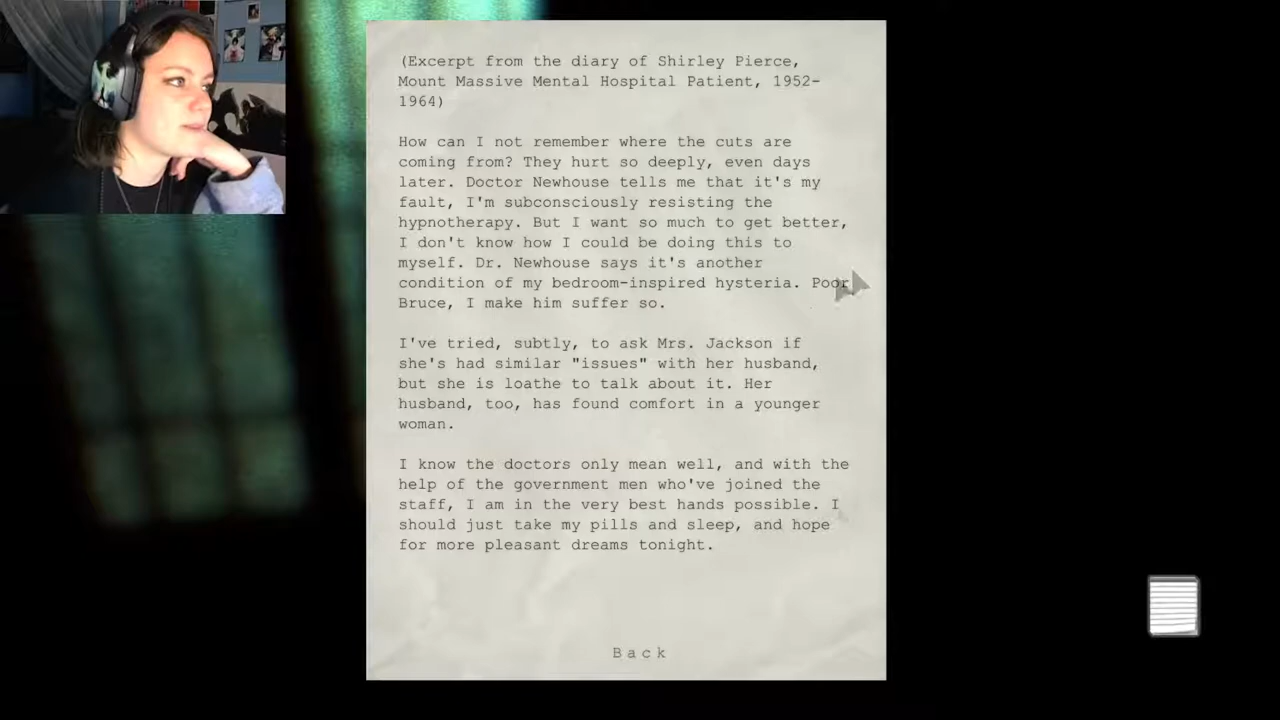 (Excerpt from the diary of Shirley Pierce,
Mount Massive Mental Hospital Patient, 1952-
1964)
How can I not remember where the cuts are
coming from? They hurt so deeply, even days
later. Doctor Newhouse tells me that it's my
fault, I'm subconsciously resisting the
hypnotherapy. But I want so much to get better,
I don't know how I could be doing this to
myself. Dr. Newhouse says it's another
condition of my bedroom-inspired hysteria. Poor
Bruce, I make him suffer so.
I've tried, subtly, to ask Mrs. Jackson if
she's had similar "issues" with her husband,
but she is loathe to talk about it. Her
husband, too, has found comfort in a younger
woman.
I know the doctors only mean well, and with the
help of the government men who've joined the
staff, I am in the very best hands possible. I
should just take my pills and sleep, and hope
for more pleasant dreams tonight.
Back